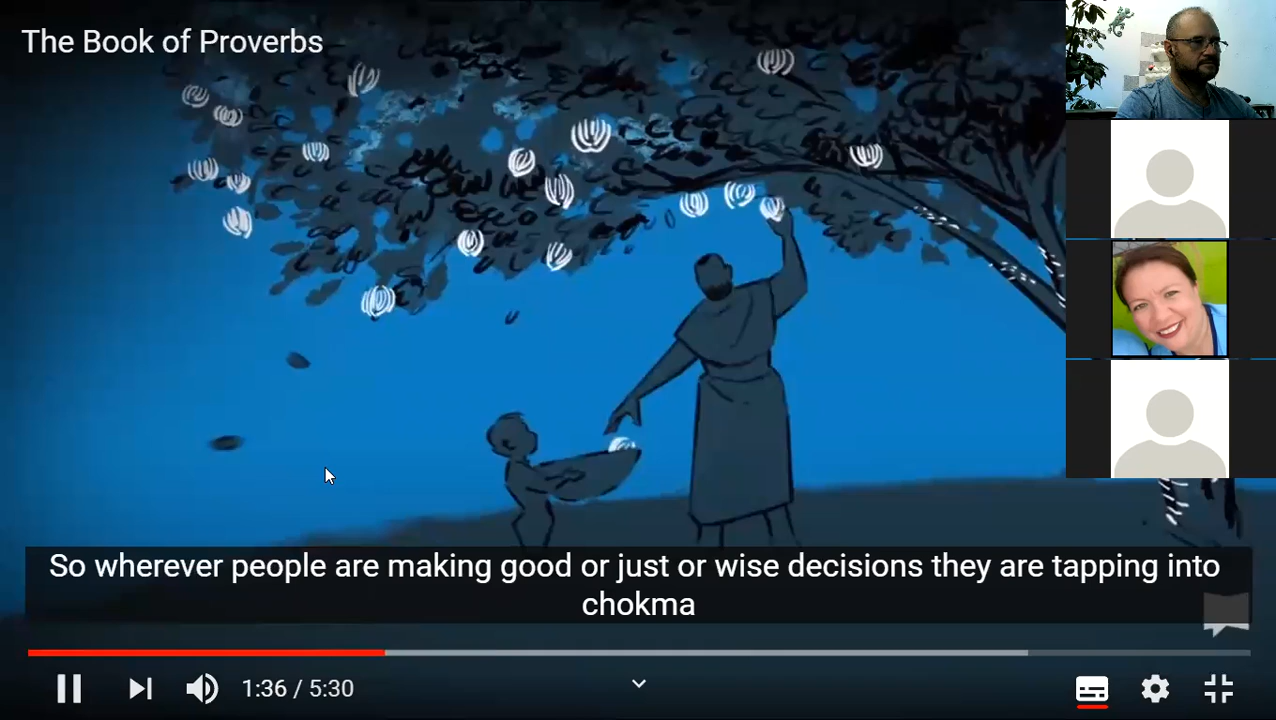 The Book of Proverbs
So wherever people are making good or just or wise decisions they are tapping into
chokma
1:36 / 5:30